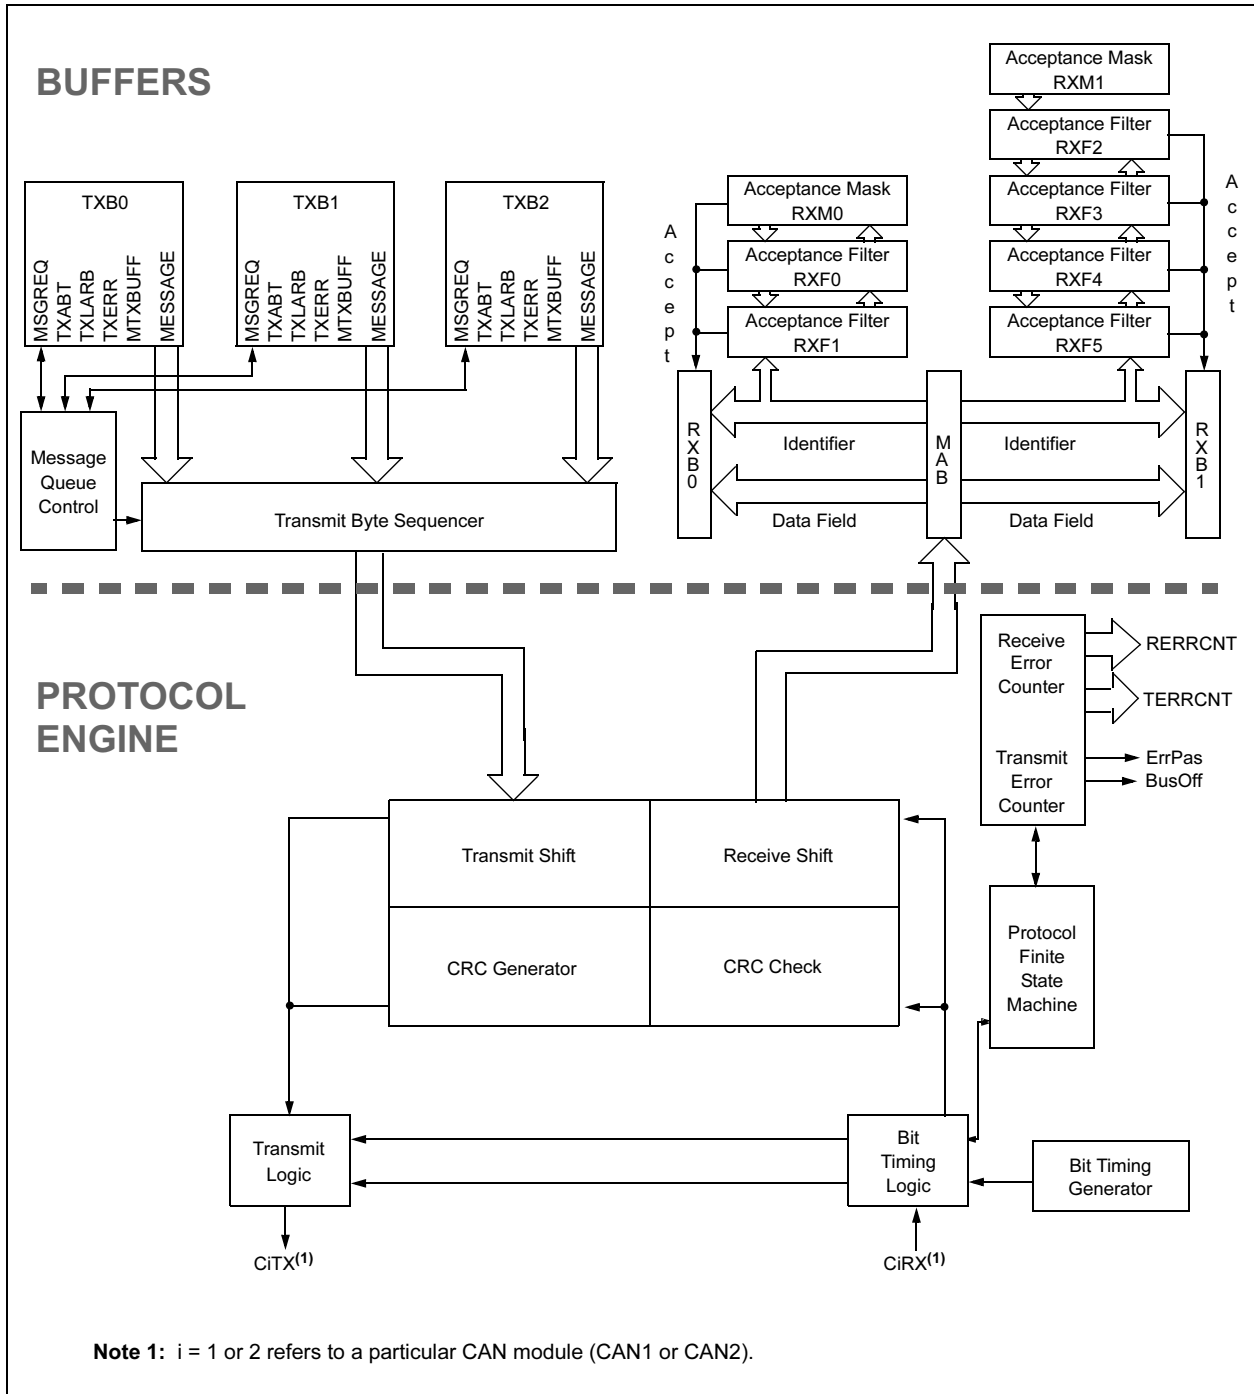 BUFFERS
Acceptance Mask
RXM1
Acceptance Filter
RXF2
Acceptance Filter
RXF3
Acceptance Filter
RXF4
Acceptance Filter
RXF5
Accept
Acceptance Mask
RXM0
Acceptance Filter
RXF0
Acceptance Filter
RXF1
Accept
TXB0
MSGREQ
TXABT
TXLARB
TXERR
MTXBUFF
MESSAGE
TXB1
MSGREQ
TXABT
TXLARB
TXERR
MTXBUFF
MESSAGE
TXB2
MSGREQ
TXABT
TXLARB
TXERR
MTXBUFF
MESSAGE
Message
Queue
Control
Transmit Byte Sequencer
RXB0
Identifier
Data Field
MAB
Identifier
Data Field
RXB1
PROTOCOL
ENGINE
Receive
Error
Counter
Transmit
Error
Counter
RERRCNT
TERRCNT
ErrPas
BusOff
Transmit Shift
Receive Shift
CRC Generator
CRC Check
Protocol
Finite
State
Machine
Transmit
Logic
Bit
Timing
Logic
Bit Timing
Generator
CiTX(1)
CiRX(1)
Note 1: i = 1 or 2 refers to a particular CAN module (CAN1 or CAN2).